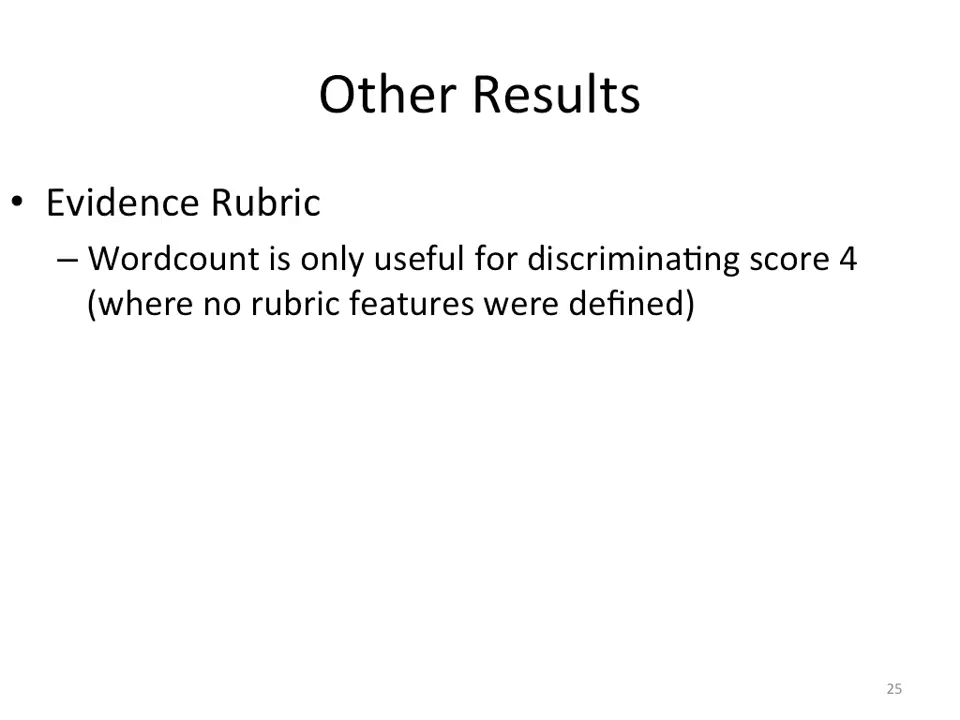 Other Results
• Evidence Rubric
– Wordcount is only useful for discriminating score 4
(where no rubric features were defined)
25